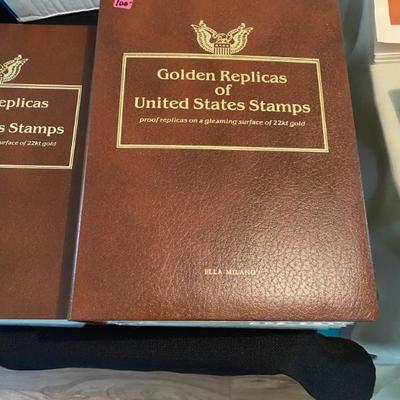 100
Golden Replicas
of
United States Stamps
proof replicas on a gleaming surface of 22kt gold
ELLA MILANO
eplicas
s Stamps
urface of 22kt gold